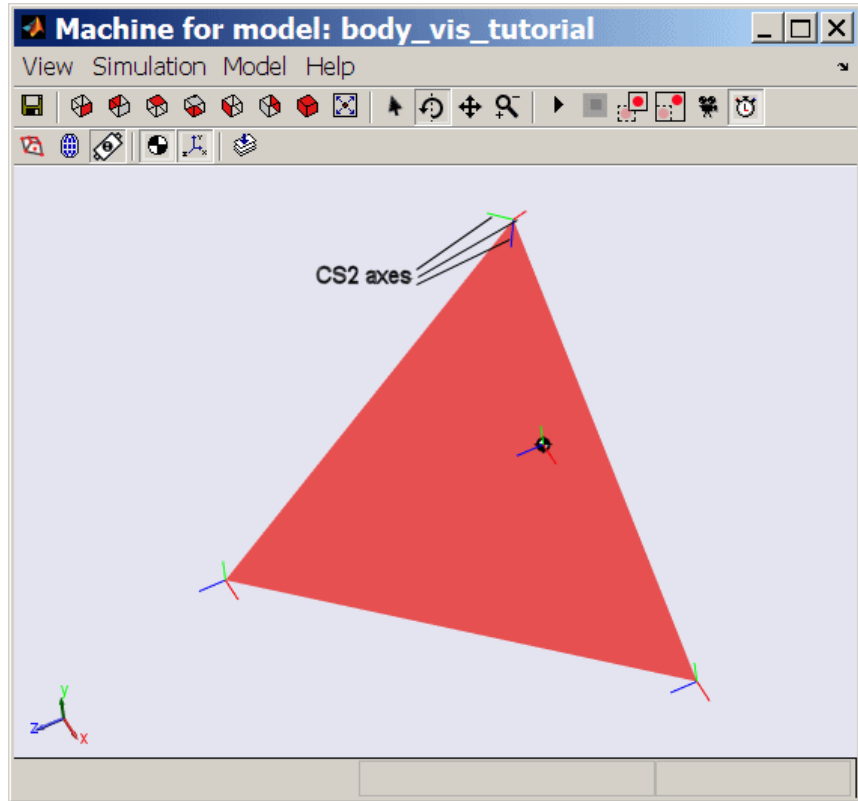 Machine for model: body_vis_tutorial
View Simulation Model Help
CS2 axes
y
z
x